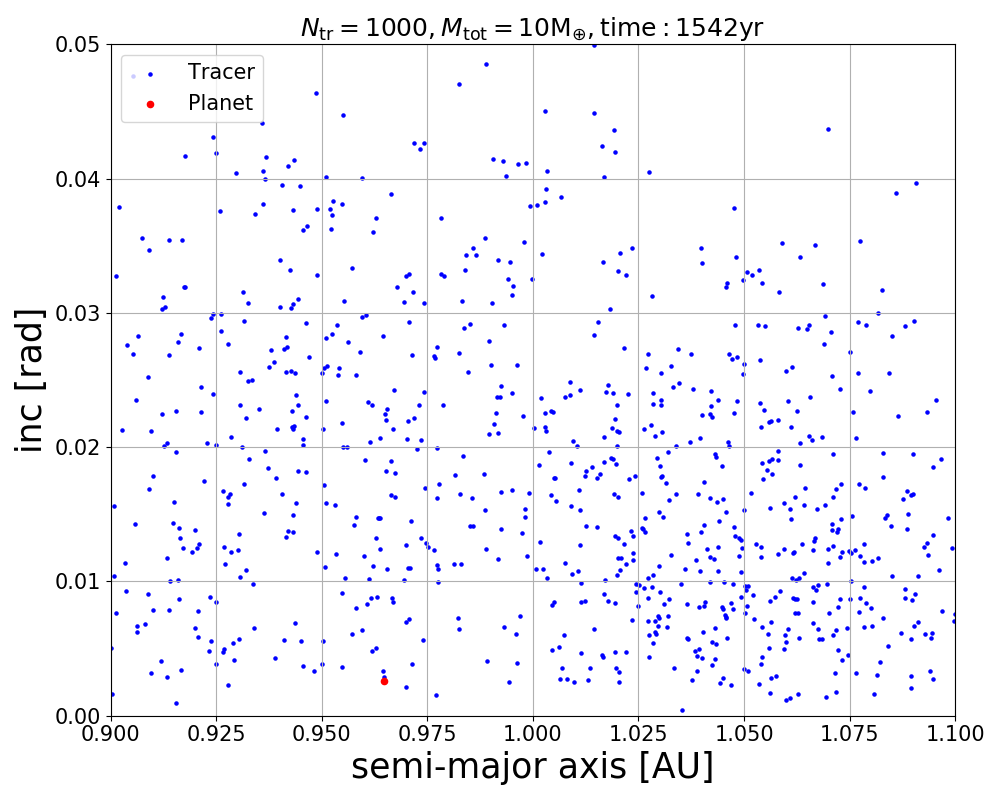 N_tr = 1000, M_tot = 10M_⊕, time : 1542yr
Tracer
Planet
0.05
0.04
0.03
0.02
0.01
0.00
inc [rad]
0.900 0.925 0.950 0.975 1.000 1.025 1.050 1.075 1.100
semi-major axis [AU]